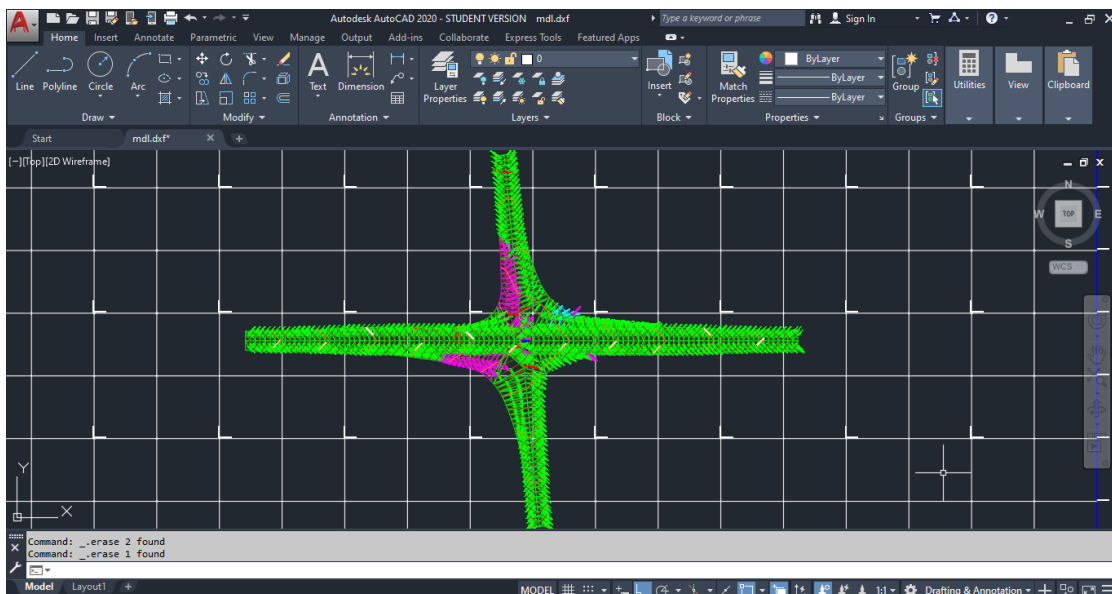 Autodesk AutoCAD 2020 - STUDENT VERSION mdl.dxf
Type a keyword or phrase
Sign In
Home Insert Annotate Parametric View Manage Output Add-ins Collaborate Express Tools Featured Apps
0
ByLayer
ByLayer
ByLayer
Line Polyline Circle Arc
Text Dimension
Layer Properties
Insert
Match Properties
Group
Utilities
View
Clipboard
Draw
Modify
Annotation
Layers
Block
Properties
Groups
Start
mdl.dxf*
[−][Top][2D Wireframe]
N
W
TOP
E
S
WCS
Y
X
Command: _.erase 2 found
Command: _.erase 1 found
Model Layout1 +
MODEL
1:1
Drafting & Annotation